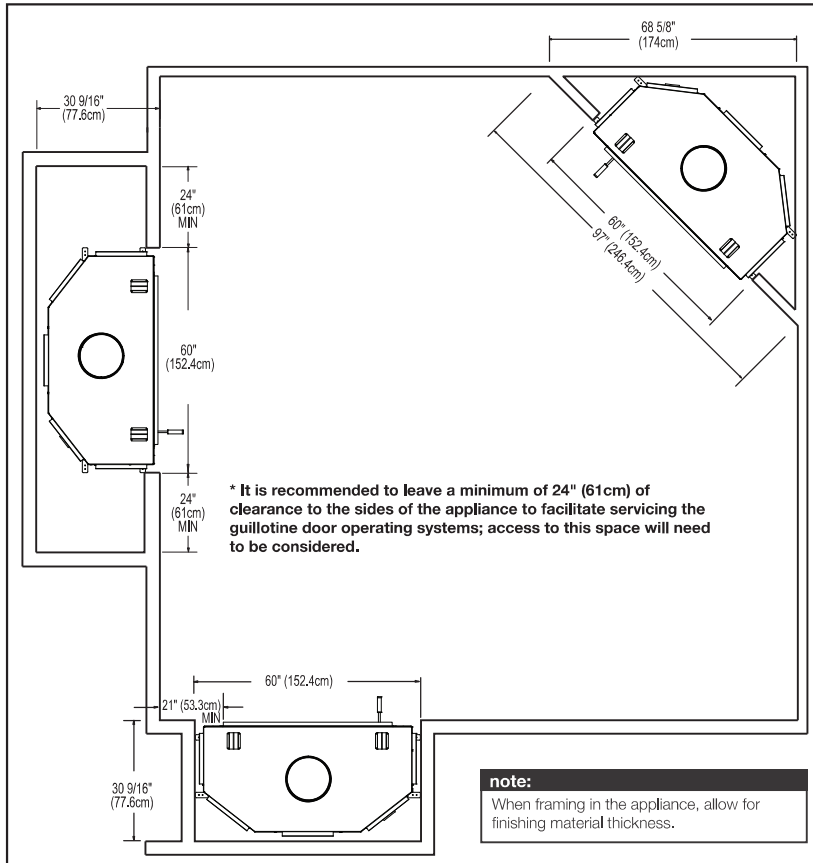 68 5/8"
(174cm)
30 9/16"
(77.6cm)
24"
(61cm)
MIN
60" (152.4cm)
97" (246.4cm)
60"
(152.4cm)
24"
(61cm)
MIN
* It is recommended to leave a minimum of 24" (61cm) of
clearance to the sides of the appliance to facilitate servicing the
guillotine door operating systems; access to this space will need
to be considered.
60" (152.4cm)
21" (53.3cm)
MIN
30 9/16"
(77.6cm)
note:
When framing in the appliance, allow for
finishing material thickness.